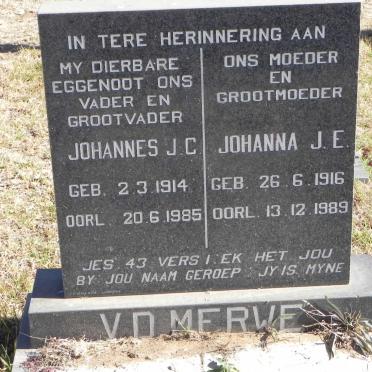 IN TERE HERINNERING AAN
MY DIERBARE
EGGENOOT ONS
VADER EN
GROOTVADER
JOHANNES J.C.
GEB. 2.3.1914
OORL. 20.6.1985
ONS MOEDER
EN
GROOTMOEDER
JOHANNA J.E.
GEB. 26.6.1916
OORL. 13.12.1989
JES 43 VERS 1. EK HET JOU
BY JOU NAAM GEROEP: JY IS MYNE
V.D. MERWE